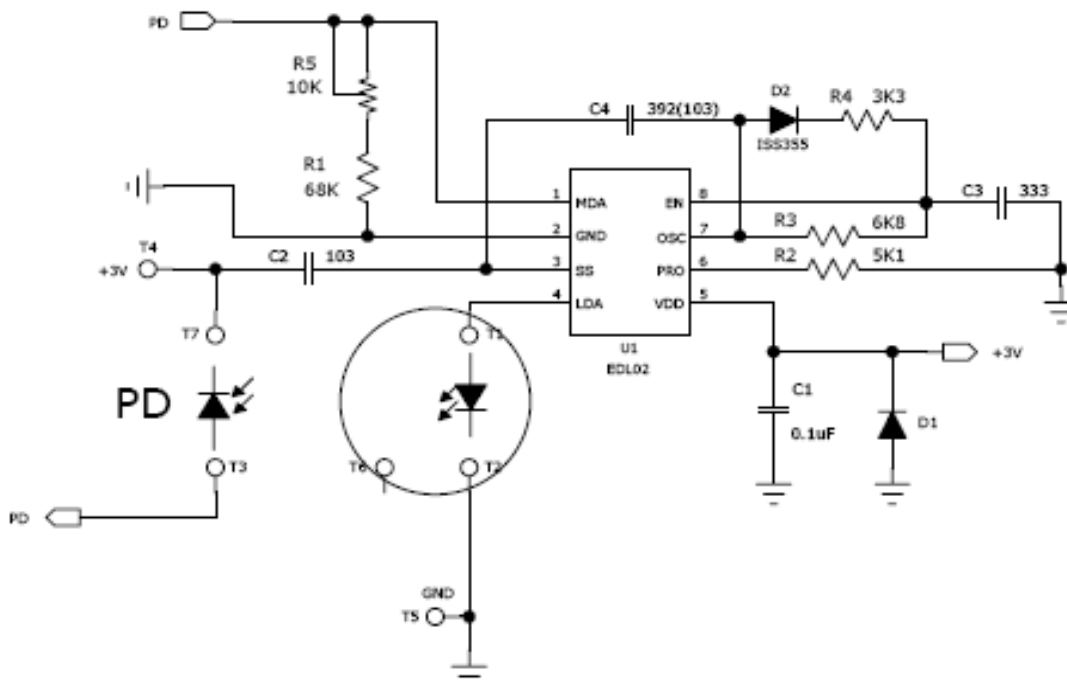 PD
R5
10K
R1
68K
C4
392(103)
D2
ISS355
R4
3K3
1
MDA
EN
8
C3
333
2
GND
OSC
7
R3
6K8
T4
+3V
C2
103
3
SS
PRO
6
R2
5K1
4
LDA
VDD
5
T7
T1
U1
EDL02
+3V
PD
C1
0.1uF
D1
T3
T6
T2
PD
GND
T5